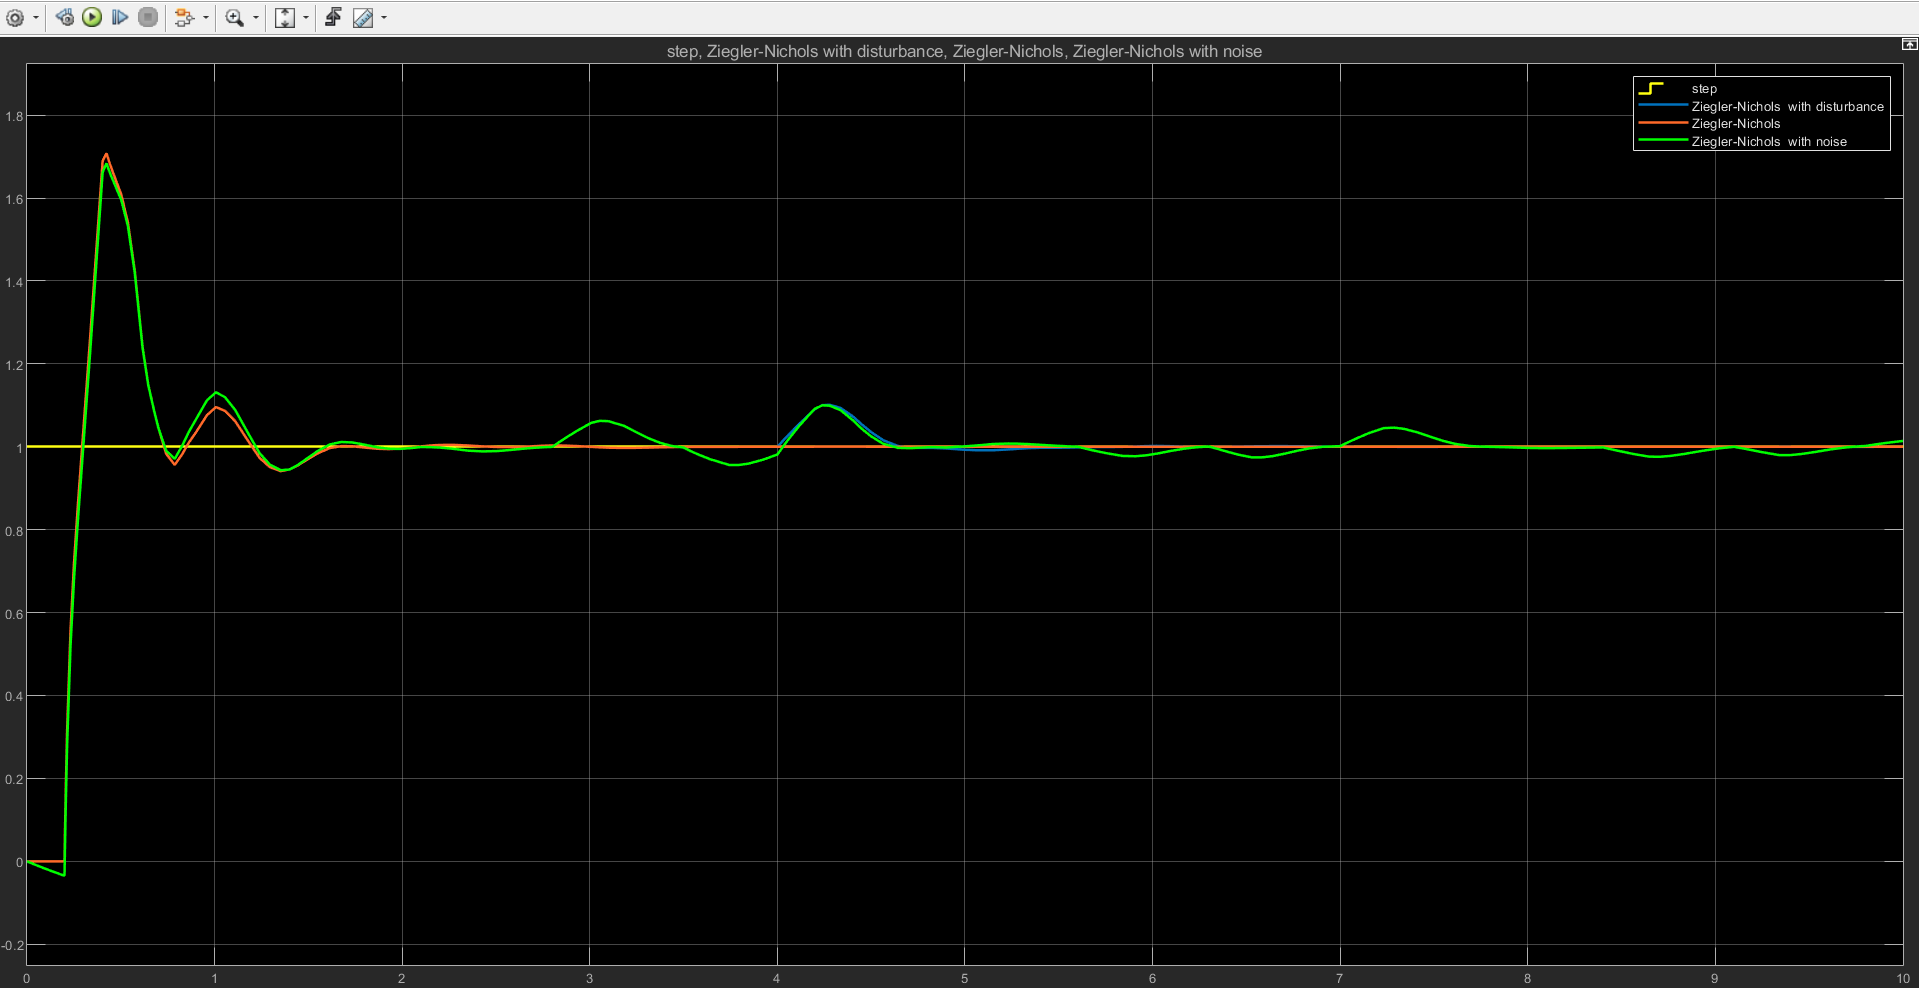 step, Ziegler-Nichols with disturbance, Ziegler-Nichols, Ziegler-Nichols with noise
step
Ziegler-Nichols  with disturbance
Ziegler-Nichols
Ziegler-Nichols  with noise
1.8
1.6
1.4
1.2
1
0.8
0.6
0.4
0.2
0
-0.2
0 1 2 3 4 5 6 7 8 9 10